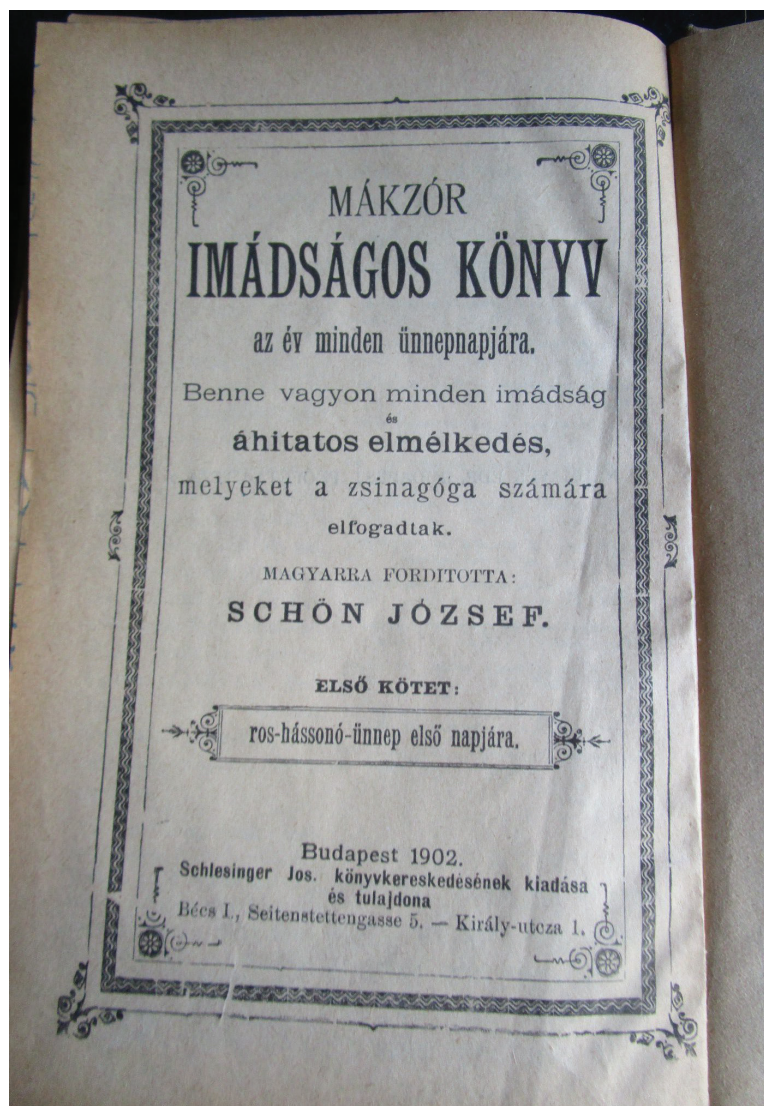 MÁKZÓR
IMÁDSÁGOS KÖNYV
az év minden ünnepnapjára.
Benne vagyon minden imádság
és
áhitatos elmélkedés,
melyeket a zsinagóga számára
elfogadtak.
MAGYARRA FORDITOTTA:
SCHÖN JÓZSEF.
ELSŐ KÖTET:
ros-hássonó-ünnep első napjára.
Budapest 1902.
Schlesinger Jos. könyvkereskedésének kiadása
és tulajdona
Bécs I., Seitenstettengasse 5. — Király-utcza 1.